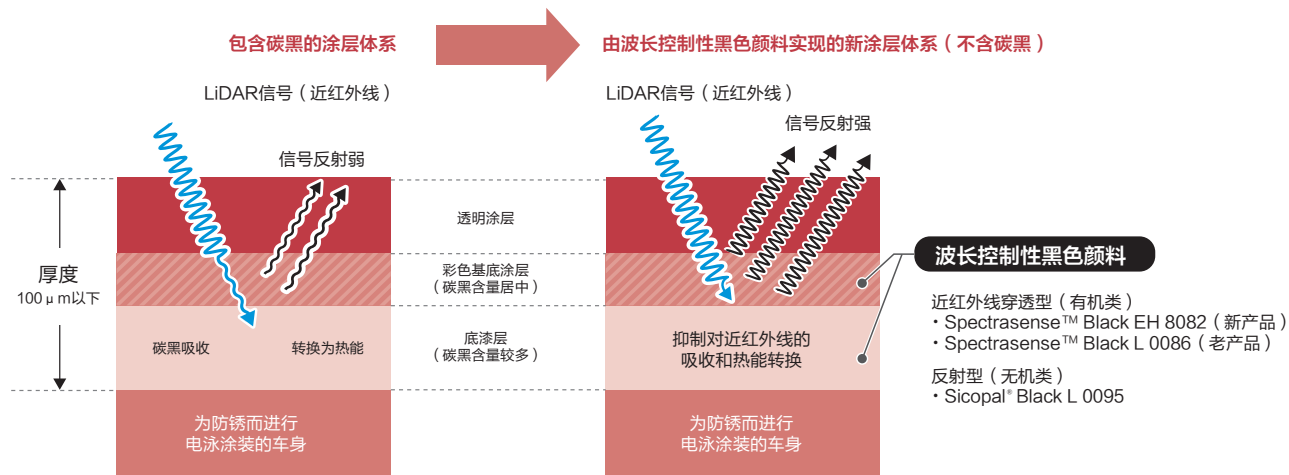 包含碳黑的涂层体系
由波长控制性黑色颜料实现的新涂层体系（不含碳黑）
LiDAR信号（近红外线）
信号反射弱
LiDAR信号（近红外线）
信号反射强
厚度
100μm以下
透明涂层
彩色基底涂层
（碳黑含量居中）
底漆层
（碳黑含量较多）
碳黑吸收
转换为热能
抑制对近红外线的
吸收和热能转换
为防锈而进行
电泳涂装的车身
为防锈而进行
电泳涂装的车身
波长控制性黑色颜料
近红外线穿透型（有机类）
・Spectrasense™ Black EH 8082（新产品）
・Spectrasense™ Black L 0086（老产品）
反射型（无机类）
・Sicopal® Black L 0095